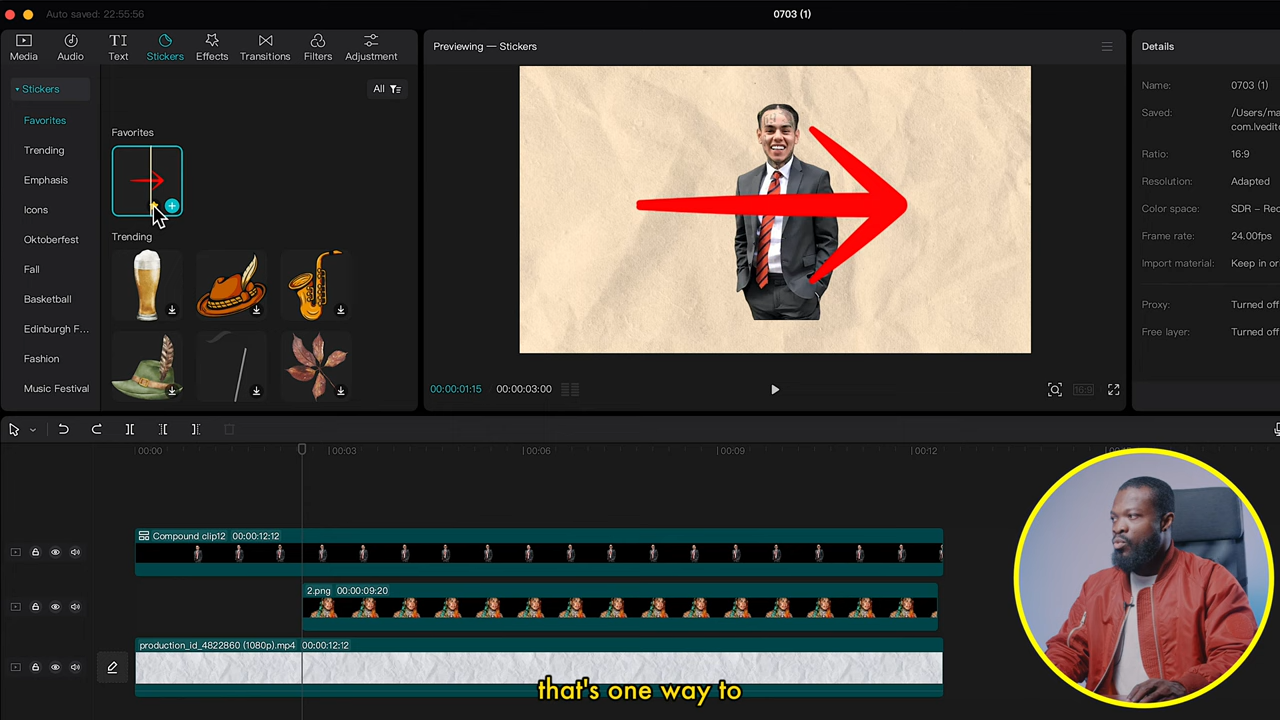 Auto saved: 22:55:56
0703 (1)
Media
Audio
TI
Text
Stickers
Effects
Transitions
Filters
Adjustment
Previewing — Stickers
Details
Stickers
All
Favorites
Trending
Emphasis
Icons
Oktoberfest
Fall
Basketball
Edinburgh F...
Fashion
Music Festival
Favorites
Trending
Name:
0703 (1)
Saved:
/Users/ma
com.lvedito
Ratio:
16:9
Resolution:
Adapted
Color space:
SDR – Rec
Frame rate:
24.00fps
Import material:
Keep in or
Proxy:
Turned off
Free layer:
Turned off
00:00:01:15
00:00:03:00
16:9
00:00
00:03
00:06
00:09
00:12
Compound clip12 00:00:12:12
2.png 00:00:09:20
production_id_4822860 (1080p).mp4 00:00:12:12
that's one way to